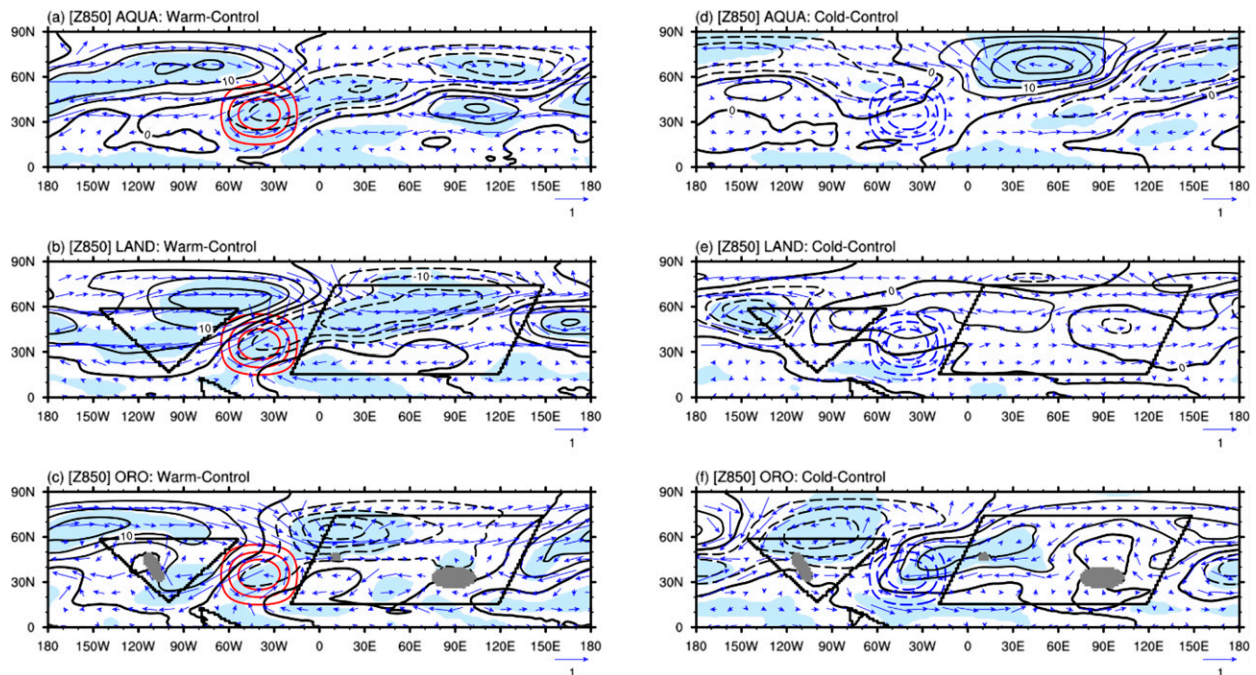 (a) [Z850] AQUA: Warm-Control
90N
60N
30N
0
10
0
180 150W 120W 90W 60W 30W 0 30E 60E 90E 120E 150E 180
1
(d) [Z850] AQUA: Cold-Control
90N
60N
30N
0
0
10
0
0
180 150W 120W 90W 60W 30W 0 30E 60E 90E 120E 150E 180
1
(b) [Z850] LAND: Warm-Control
90N
60N
30N
0
10
-10
180 150W 120W 90W 60W 30W 0 30E 60E 90E 120E 150E 180
1
(e) [Z850] LAND: Cold-Control
90N
60N
30N
0
0
0
180 150W 120W 90W 60W 30W 0 30E 60E 90E 120E 150E 180
1
(c) [Z850] ORO: Warm-Control
90N
60N
30N
0
10
180 150W 120W 90W 60W 30W 0 30E 60E 90E 120E 150E 180
1
(f) [Z850] ORO: Cold-Control
90N
60N
30N
0
180 150W 120W 90W 60W 30W 0 30E 60E 90E 120E 150E 180
1